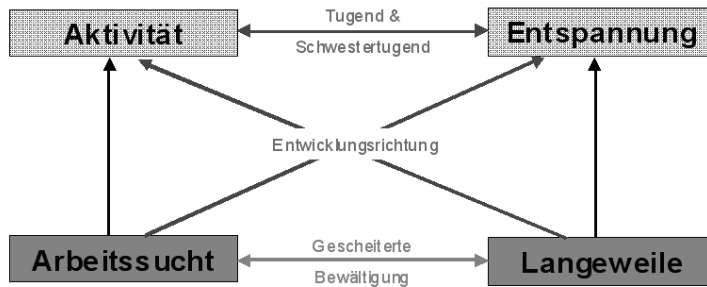 Aktivität
Tugend &
Schwestertugend
Entspannung
Entwicklungsrichtung
Arbeitssucht
Gescheiterte
Bewältigung
Langeweile